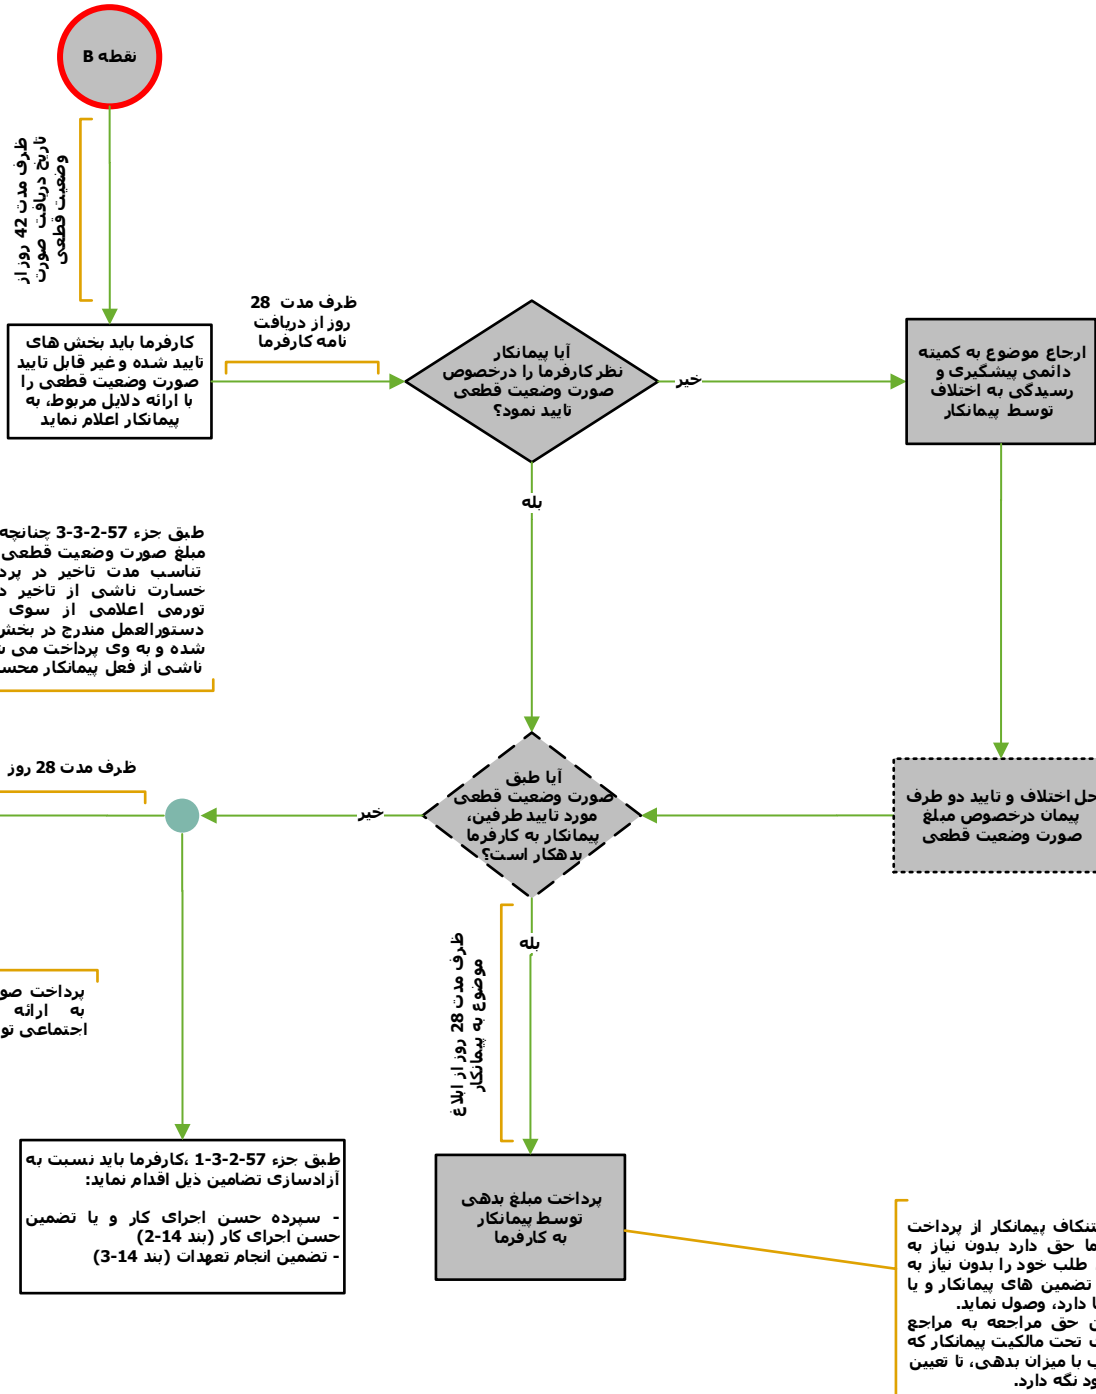 نقطه B
ظرف مدت 42 روز از
تاریخ دریافت صورت
وضعیت قطعی
کارفرما باید بخش های
تایید شده و غیر قابل تایید
صورت وضعیت قطعی را
با ارائه دلایل مربوط، به
پیمانکار اعلام نماید
ظرف مدت 28
روز از دریافت
نامه کارفرما
آیا پیمانکار
نظر کارفرما را درخصوص
صورت وضعیت قطعی
تایید نمود؟
خیر
ارجاع موضوع به کمیته
دائمی پیشگیری و
رسیدگی به اختلاف
توسط پیمانکار
بله
طبق جزء 57-2-3-3 چنانچه
مبلغ صورت وضعیت قطعی
تناسب مدت تاخیر در پرد
خسارت ناشی از تاخیر د
تورمی اعلامی از سوی
دستورالعمل مندرج در بخش
شده و به وی پرداخت می ش
ناشی از فعل پیمانکار محس
حل اختلاف و تایید دو طرف
پیمان درخصوص مبلغ
صورت وضعیت قطعی
آیا طبق
صورت وضعیت قطعی
مورد تایید طرفین،
پیمانکار به کارفرما
بدهکار است؟
خیر
ظرف مدت 28 روز
بله
ظرف مدت 28 روز از ابلاغ
موضوع به پیمانکار
پرداخت صو
به ارائه
اجتماعی تو
طبق جزء 57-2-3-1 ،کارفرما باید نسبت به
آزادسازی تضامین ذیل اقدام نماید:
- سپرده حسن اجرای کار و یا تضمین
حسن اجرای کار (بند 14-2)
- تضمین انجام تعهدات (بند 14-3)
پرداخت مبلغ بدهی
توسط پیمانکار
به کارفرما
تنکاف پیمانکار از پرداخت
ما حق دارد بدون نیاز به
طلب خود را بدون نیاز به
تضمین های پیمانکار و یا
ا دارد، وصول نماید.
ن حق مراجعه به مراجع
ت تحت مالکیت پیمانکار که
ب با میزان بدهی، تا تعیین
ود نگه دارد.